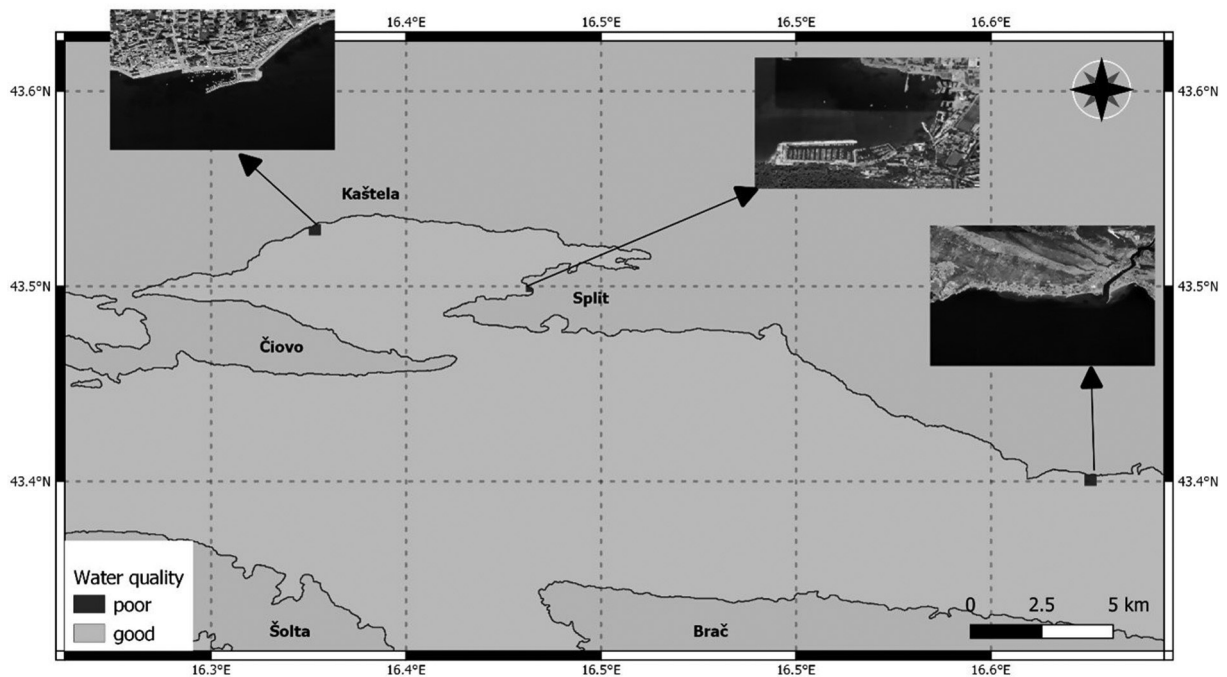 16.4°E 16.5°E 16.5°E 16.6°E
43.6°N 43.6°N
Kaštela
43.5°N Split 43.5°N
Čiovo
43.4°N 43.4°N
Water quality
poor
good
Šolta
Brač
0 2.5 5 km
16.3°E 16.4°E 16.5°E 16.5°E 16.6°E